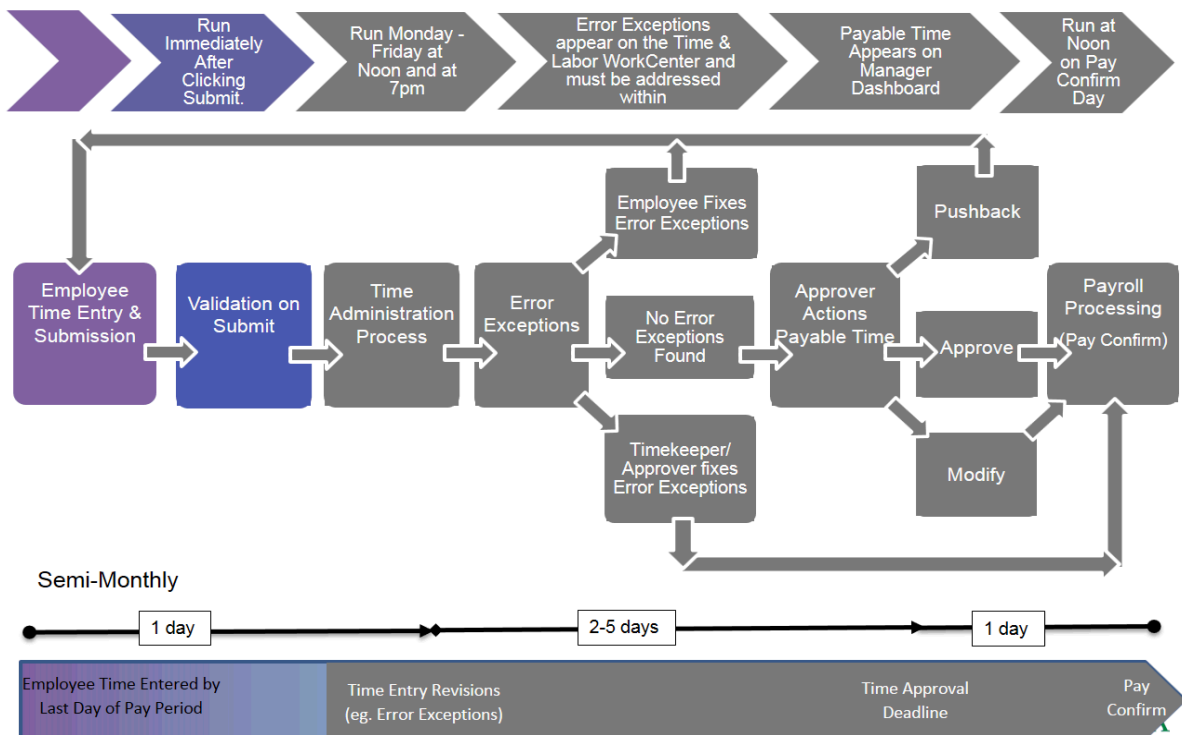 Run
Immediately
After
Clicking
Submit.
Run Monday -
Friday at
Noon and at
7pm
Error Exceptions
appear on the Time &
Labor WorkCenter and
must be addressed
within
Payable Time
Appears on
Manager
Dashboard
Run at
Noon
on Pay
Confirm
Day
Employee Fixes
Error Exceptions
Pushback
Employee
Time Entry &
Submission
Validation on
Submit
Time
Administration
Process
Error
Exceptions
No Error
Exceptions
Found
Approver
Actions
Payable Time
Approve
Payroll
Processing
(Pay Confirm)
Timekeeper/
Approver fixes
Error Exceptions
Modify
Semi-Monthly
1 day
2-5 days
1 day
Employee Time Entered by
Last Day of Pay Period
Time Entry Revisions
(eg. Error Exceptions)
Time Approval
Deadline
Pay
Confirm